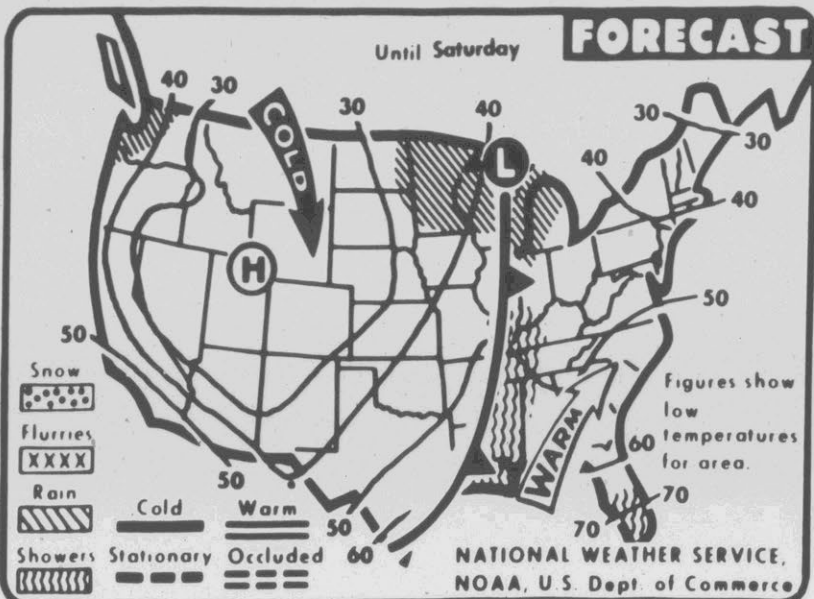 FORECAST
Until Saturday
40
30
30
40
30
30
40
40
COLD
L
H
50
50
50
50
60
60
70
70
WARM
Figures show
low
temperatures
for area.
Snow
Flurries
XXXX
Rain
Showers
Cold
Warm
Stationary
Occluded
NATIONAL WEATHER SERVICE,
NOAA, U.S. Dept. of Commerce